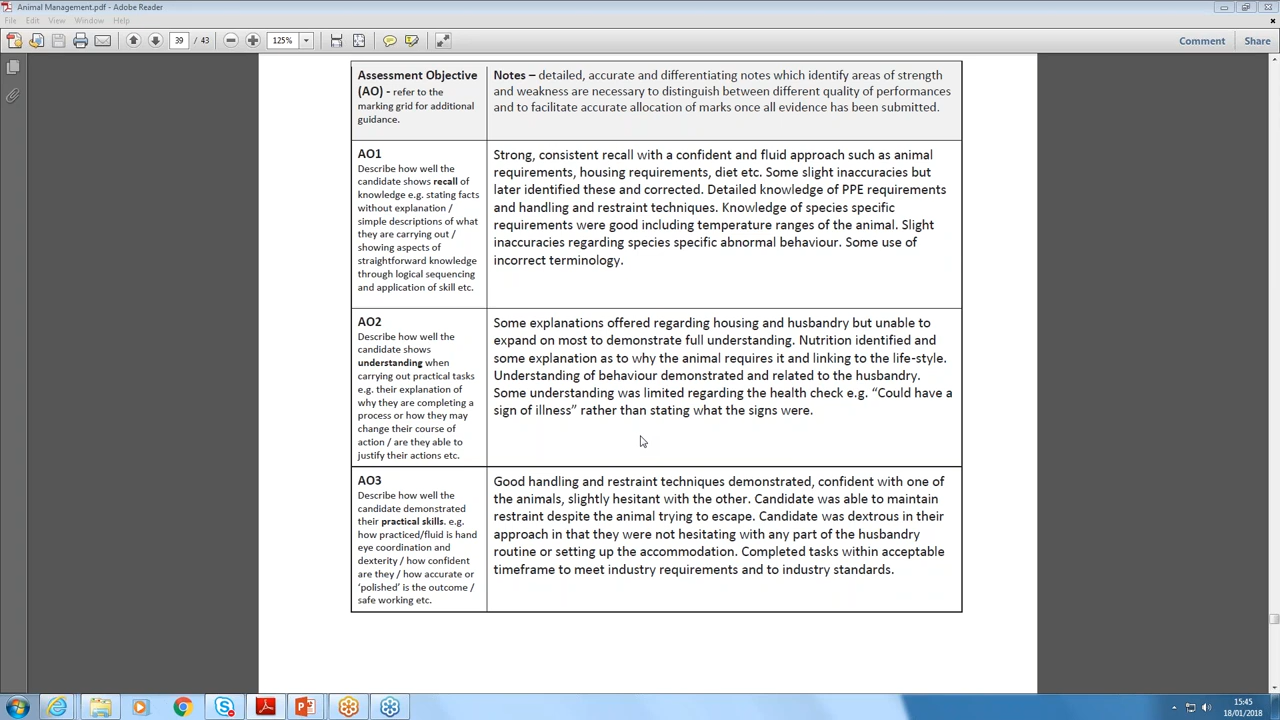 Animal Management.pdf - Adobe Reader
File Edit View Window Help
39 / 43 125% Comment Share
Assessment Objective
(AO) - refer to the
marking grid for additional
guidance.
Notes – detailed, accurate and differentiating notes which identify areas of strength
and weakness are necessary to distinguish between different quality of performances
and to facilitate accurate allocation of marks once all evidence has been submitted.
AO1
Describe how well the
candidate shows recall of
knowledge e.g. stating facts
without explanation /
simple descriptions of what
they are carrying out /
showing aspects of
straightforward knowledge
through logical sequencing
and application of skill etc.
Strong, consistent recall with a confident and fluid approach such as animal
requirements, housing requirements, diet etc. Some slight inaccuracies but
later identified these and corrected. Detailed knowledge of PPE requirements
and handling and restraint techniques. Knowledge of species specific
requirements were good including temperature ranges of the animal. Slight
inaccuracies regarding species specific abnormal behaviour. Some use of
incorrect terminology.
AO2
Describe how well the
candidate shows
understanding when
carrying out practical tasks
e.g. their explanation of
why they are completing a
process or how they may
change their course of
action / are they able to
justify their actions etc.
Some explanations offered regarding housing and husbandry but unable to
expand on most to demonstrate full understanding. Nutrition identified and
some explanation as to why the animal requires it and linking to the life-style.
Understanding of behaviour demonstrated and related to the husbandry.
Some understanding was limited regarding the health check e.g. “Could have a
sign of illness” rather than stating what the signs were.
AO3
Describe how well the
candidate demonstrated
their practical skills. e.g.
how practiced/fluid is hand
eye coordination and
dexterity / how confident
are they / how accurate or
‘polished’ is the outcome /
safe working etc.
Good handling and restraint techniques demonstrated, confident with one of
the animals, slightly hesitant with the other. Candidate was able to maintain
restraint despite the animal trying to escape. Candidate was dextrous in their
approach in that they were not hesitating with any part of the husbandry
routine or setting up the accommodation. Completed tasks within acceptable
timeframe to meet industry requirements and to industry standards.
15:45
18/01/2018